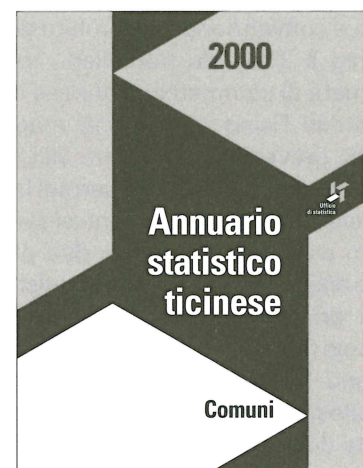 2000
Ufficio
di statistica
Annuario
statistico
ticinese
Comuni